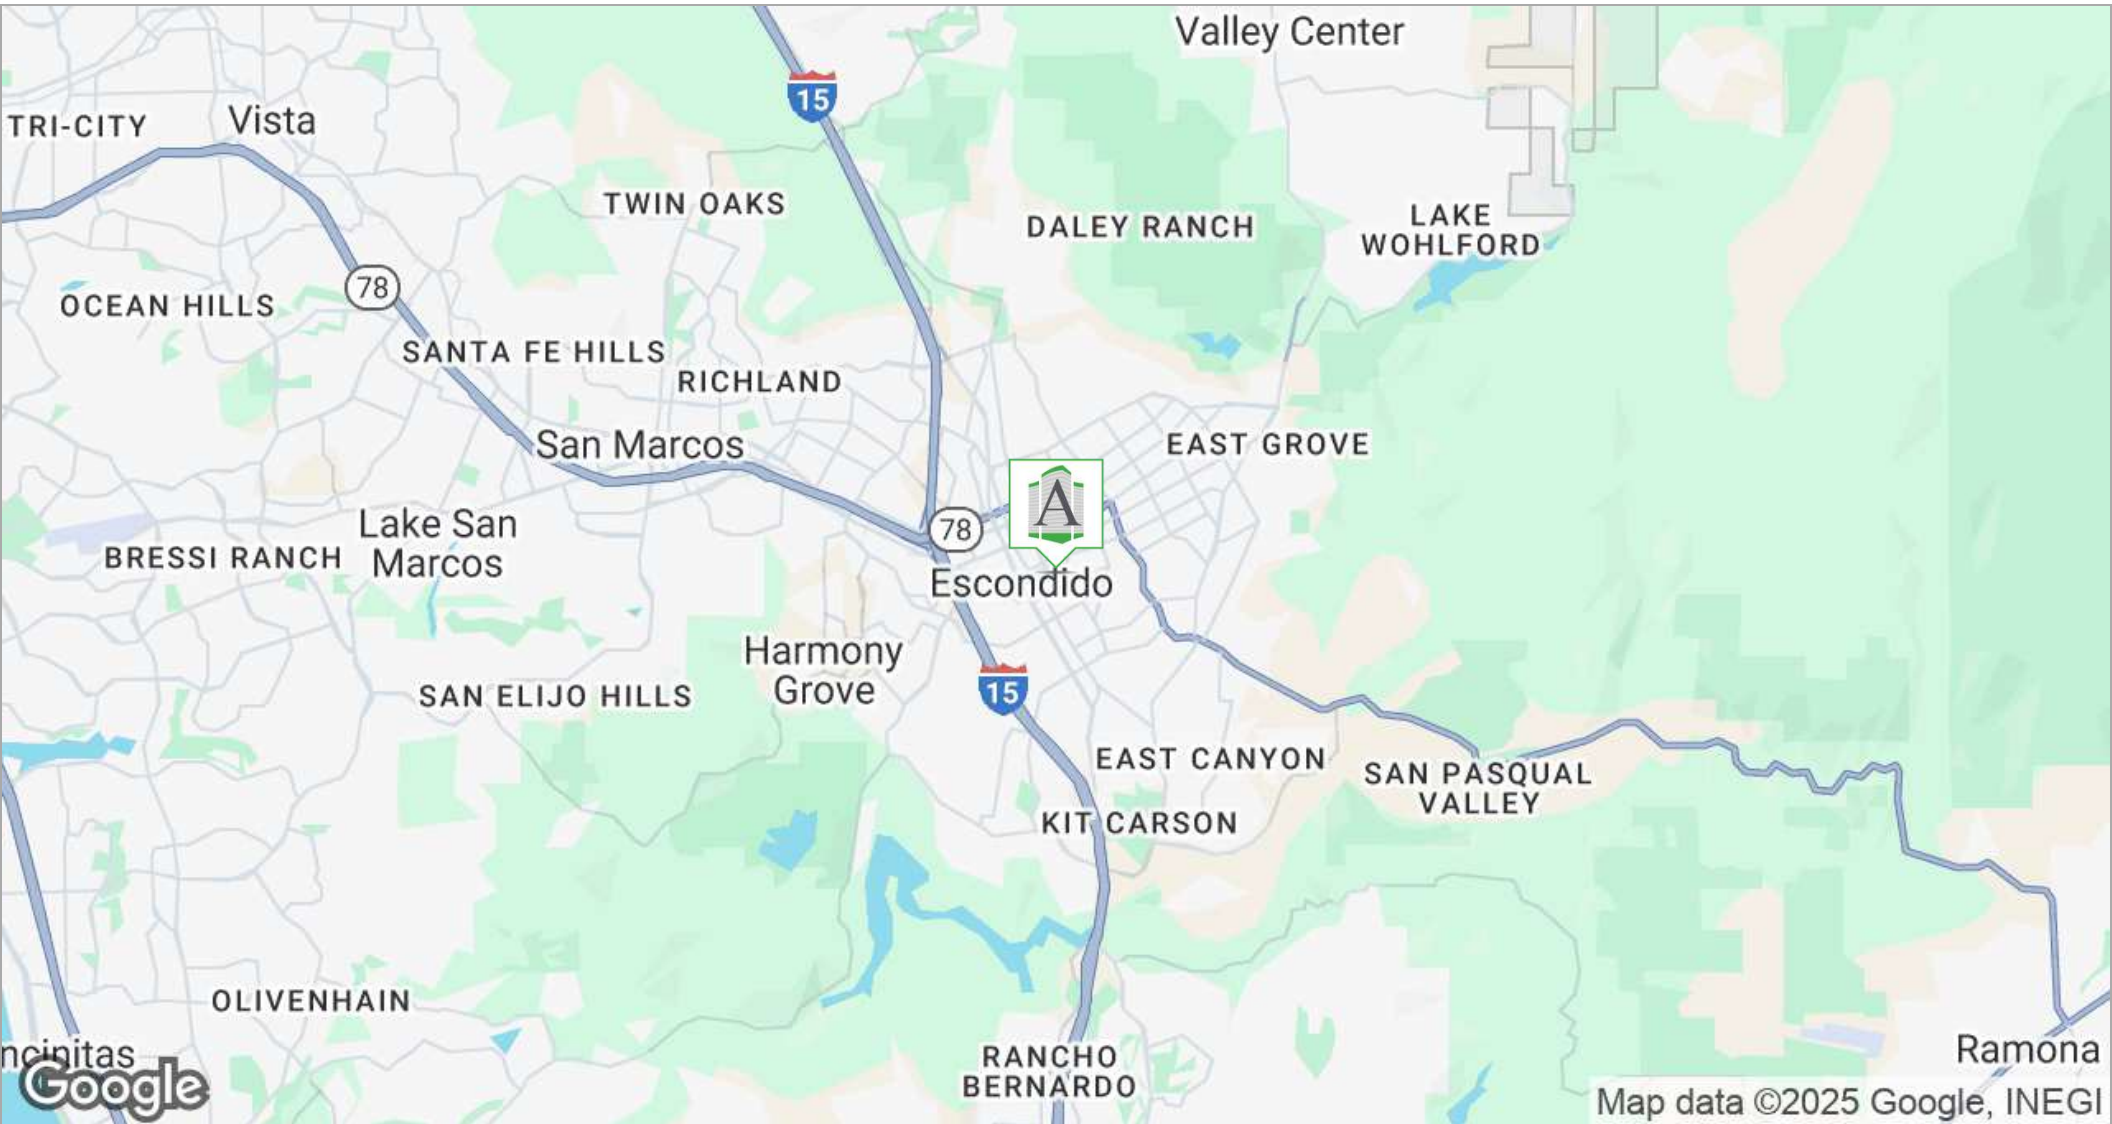 Valley Center
15
TRI-CITY
Vista
TWIN OAKS
DALEY RANCH
LAKE
WOHLFORD
78
OCEAN HILLS
SANTA FE HILLS
RICHLAND
San Marcos
EAST GROVE
A
78
Lake San
Marcos
BRESSI RANCH
Escondido
Harmony
Grove
SAN ELIJO HILLS
15
EAST CANYON
SAN PASQUAL
VALLEY
KIT CARSON
OLIVENHAIN
ncinitas
Google
RANCHO
BERNARDO
Ramona
Map data ©2025 Google, INEGI